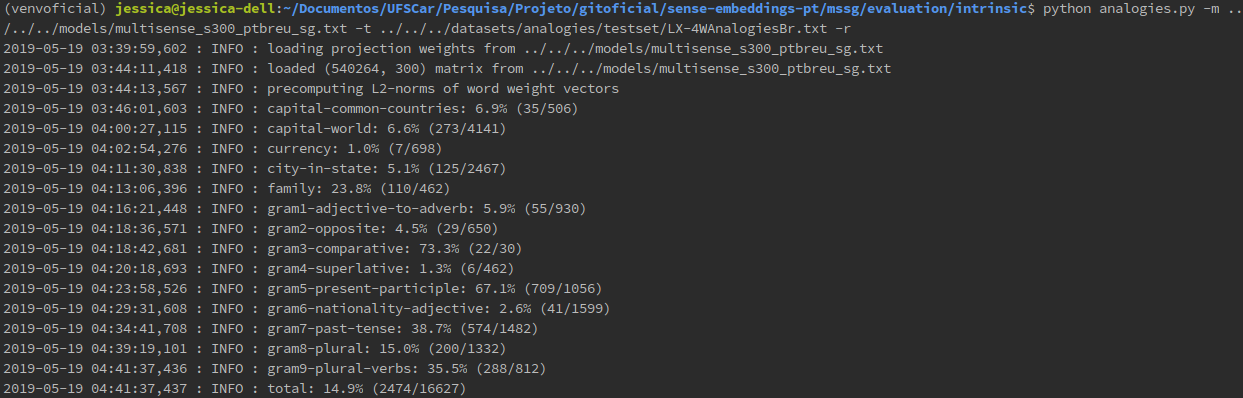 (venvoficial) jessica@jessica-dell:~/Documentos/UFSCar/Pesquisa/Projeto/gitoficial/sense-embeddings-pt/mssg/evaluation/intrinsic$ python analogies.py -m ..
/../../models/multisense_s300_ptbreu_sg.txt -t ../../../datasets/analogies/testset/LX-4WAnalogiesBr.txt -r
2019-05-19 03:39:59,602 : INFO : loading projection weights from ../../../models/multisense_s300_ptbreu_sg.txt
2019-05-19 03:44:11,418 : INFO : loaded (540264, 300) matrix from ../../../models/multisense_s300_ptbreu_sg.txt
2019-05-19 03:44:13,567 : INFO : precomputing L2-norms of word weight vectors
2019-05-19 03:46:01,603 : INFO : capital-common-countries: 6.9% (35/506)
2019-05-19 04:00:27,115 : INFO : capital-world: 6.6% (273/4141)
2019-05-19 04:02:54,276 : INFO : currency: 1.0% (7/698)
2019-05-19 04:11:30,838 : INFO : city-in-state: 5.1% (125/2467)
2019-05-19 04:13:06,396 : INFO : family: 23.8% (110/462)
2019-05-19 04:16:21,448 : INFO : gram1-adjective-to-adverb: 5.9% (55/930)
2019-05-19 04:18:36,571 : INFO : gram2-opposite: 4.5% (29/650)
2019-05-19 04:18:42,681 : INFO : gram3-comparative: 73.3% (22/30)
2019-05-19 04:20:18,693 : INFO : gram4-superlative: 1.3% (6/462)
2019-05-19 04:23:58,526 : INFO : gram5-present-participle: 67.1% (709/1056)
2019-05-19 04:29:31,608 : INFO : gram6-nationality-adjective: 2.6% (41/1599)
2019-05-19 04:34:41,708 : INFO : gram7-past-tense: 38.7% (574/1482)
2019-05-19 04:39:19,101 : INFO : gram8-plural: 15.0% (200/1332)
2019-05-19 04:41:37,436 : INFO : gram9-plural-verbs: 35.5% (288/812)
2019-05-19 04:41:37,437 : INFO : total: 14.9% (2474/16627)